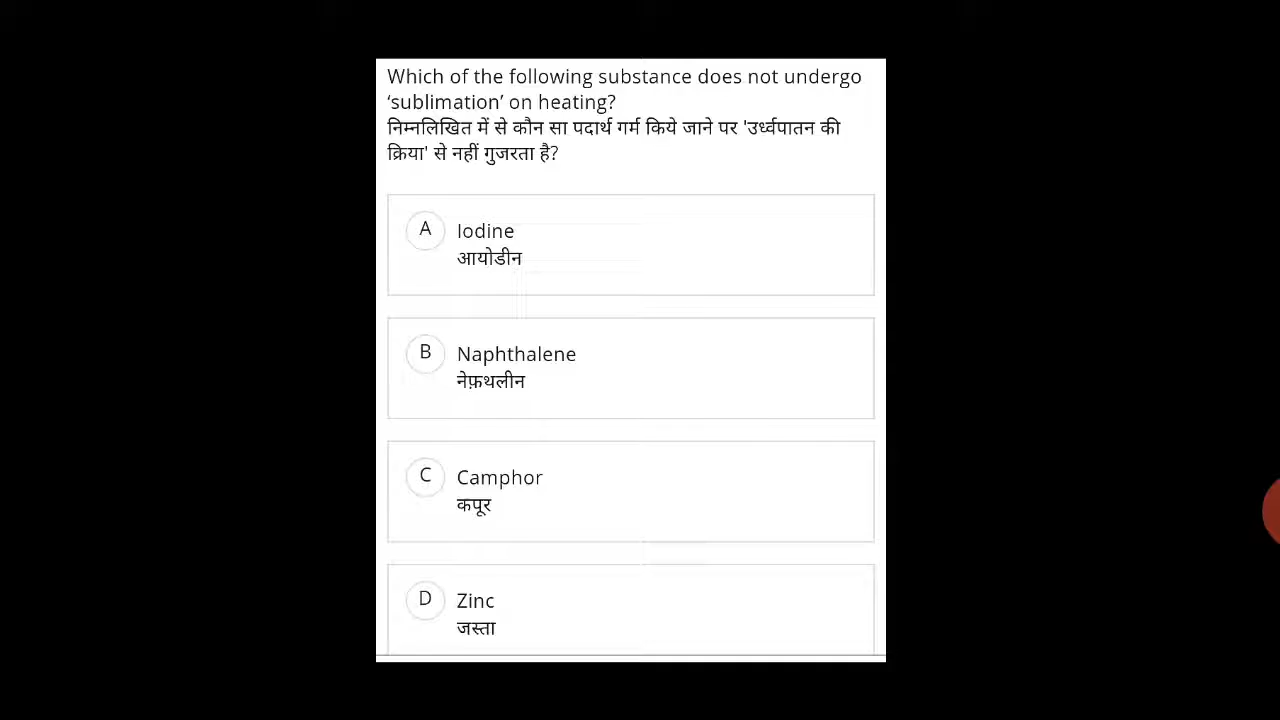 Which of the following substance does not undergo
‘sublimation’ on heating?
निम्नलिखित में से कौन सा पदार्थ गर्म किये जाने पर 'उर्ध्वपातन की
क्रिया' से नहीं गुजरता है?
A Iodine
आयोडीन
B Naphthalene
नेफ़थलीन
C Camphor
कपूर
D Zinc
जस्ता